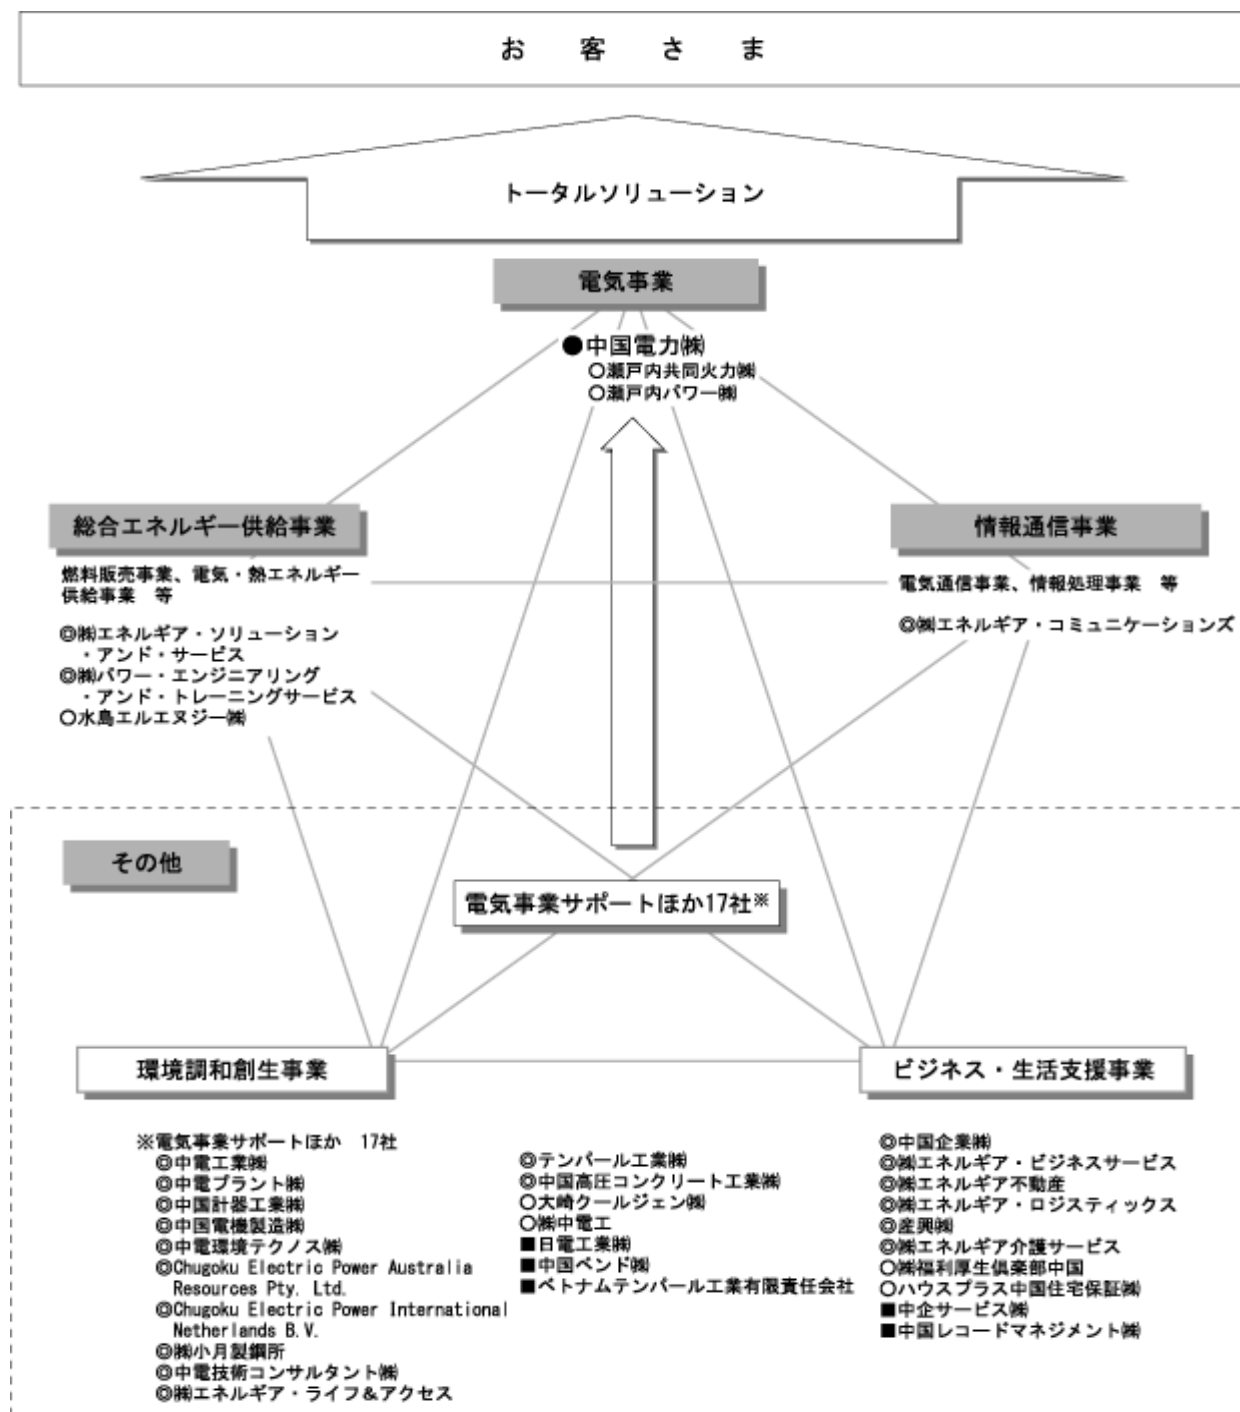 お客さま
トータルソリューション
電気事業
●中国電力㈱
○瀬戸内共同火力㈱
○瀬戸内パワー㈱
総合エネルギー供給事業
燃料販売事業、電気・熱エネルギー
供給事業 等
◎㈱エネルギア・ソリューション
・アンド・サービス
◎㈱パワー・エンジニアリング
・アンド・トレーニングサービス
○水島エルエヌジー㈱
情報通信事業
電気通信事業、情報処理事業 等
◎㈱エネルギア・コミュニケーションズ
その他
電気事業サポートほか17社※
環境調和創生事業
ビジネス・生活支援事業
※電気事業サポートほか 17社
◎中電工業㈱
◎中電プラント㈱
◎中国計器工業㈱
◎中国電機製造㈱
◎中電環境テクノス㈱
◎Chugoku Electric Power Australia
Resources Pty. Ltd.
◎Chugoku Electric Power International
Netherlands B.V.
◎㈱小月製鋼所
◎中電技術コンサルタント㈱
◎㈱エネルギア・ライフ＆アクセス
◎テンパール工業㈱
◎中国高圧コンクリート工業㈱
○大崎クールジェン㈱
○㈱中電工
■日電工業㈱
■中国ベンド㈱
■ベトナムテンパール工業有限責任会社
◎中国企業㈱
◎㈱エネルギア・ビジネスサービス
◎㈱エネルギア不動産
◎㈱エネルギア・ロジスティックス
◎産興㈱
◎㈱エネルギア介護サービス
○㈱福利厚生倶楽部中国
○ハウスプラス中国住宅保証㈱
■中企サービス㈱
■中国レコードマネジメント㈱